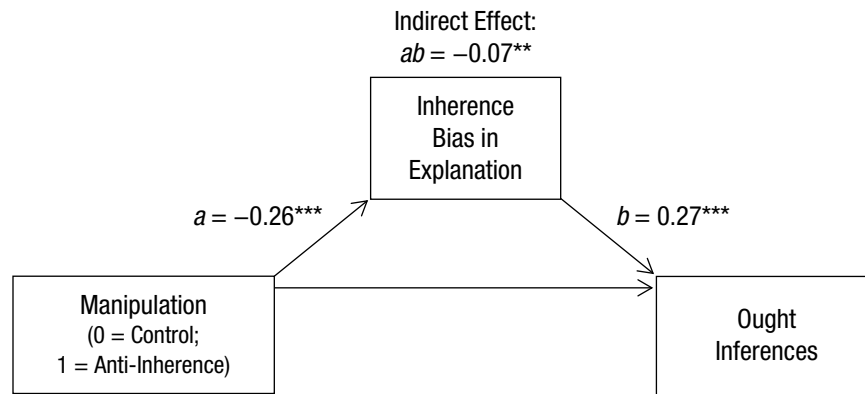 Indirect Effect:
ab = −0.07**
Inherence
Bias in
Explanation
a = −0.26***
b = 0.27***
Manipulation
(0 = Control;
1 = Anti-Inherence)
Ought
Inferences